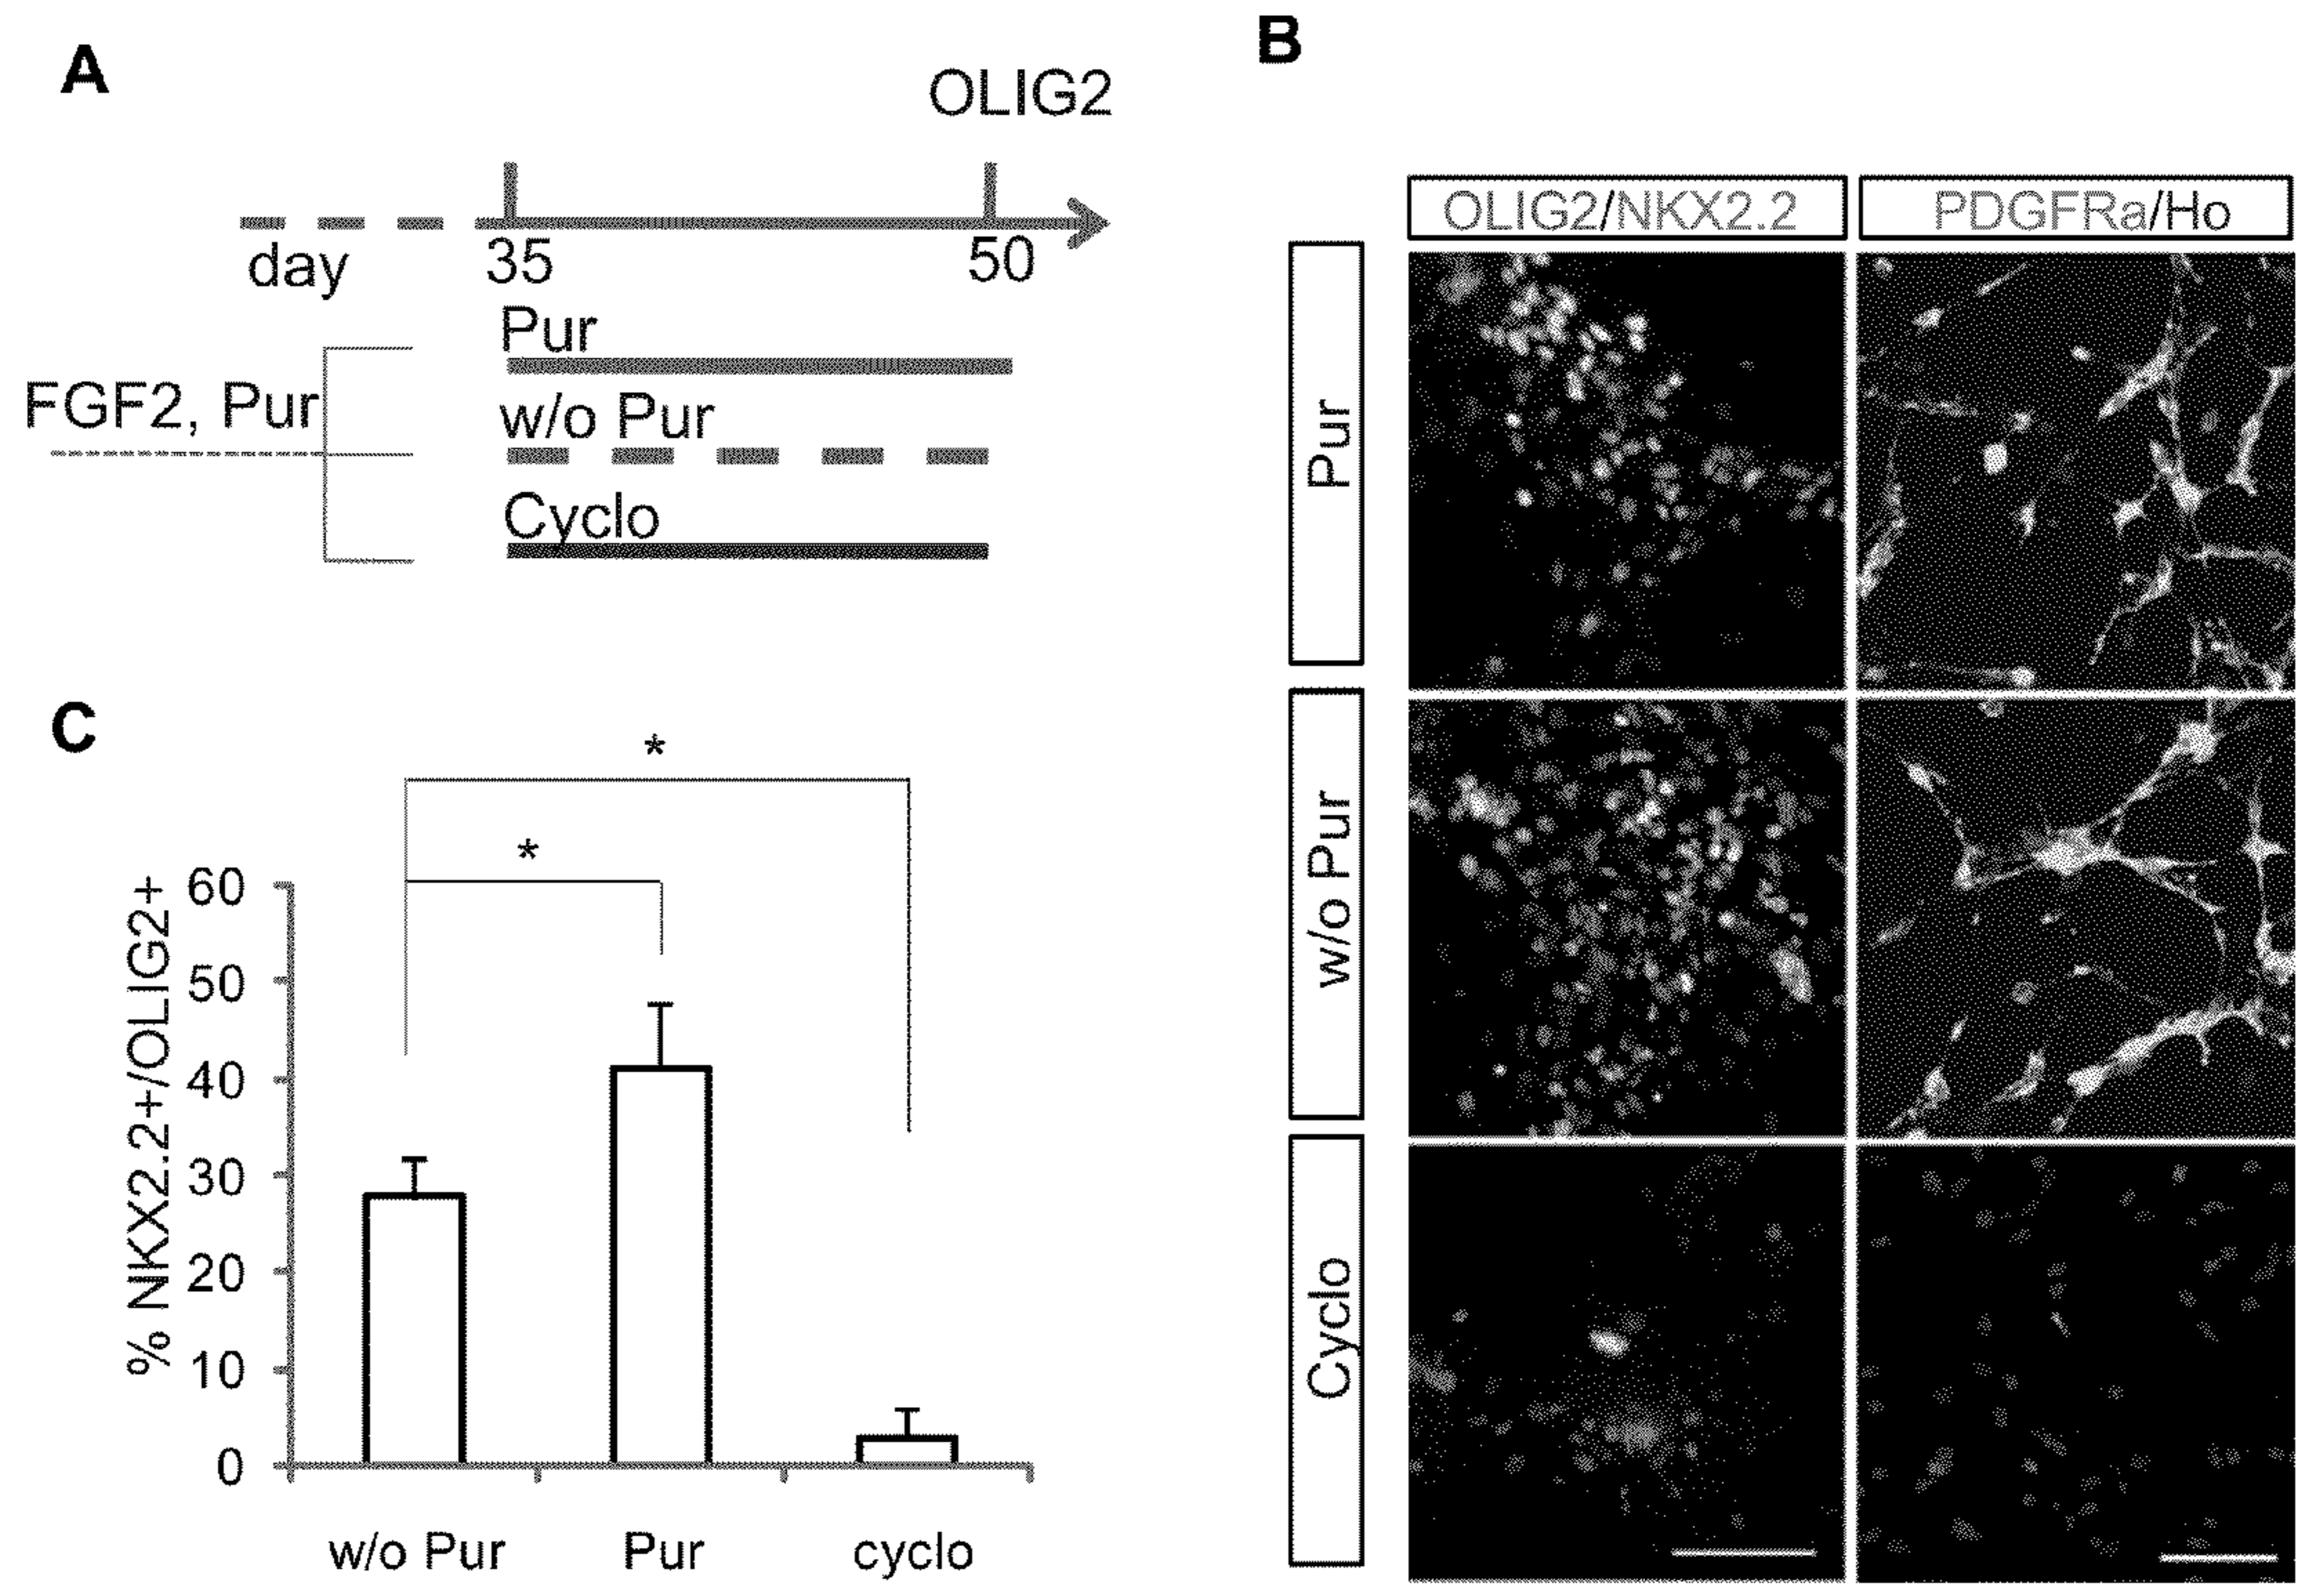 A
OLIG2
day
35
50
Pur
FGF2, Pur
w/o Pur
Cyclo
B
OLIG2/NKX2.2
PDGFRa/Ho
Pur
w/o Pur
Cyclo
C
*
*
% NKX2.2+/OLIG2+
60
50
40
30
20
10
0
w/o Pur
Pur
cyclo